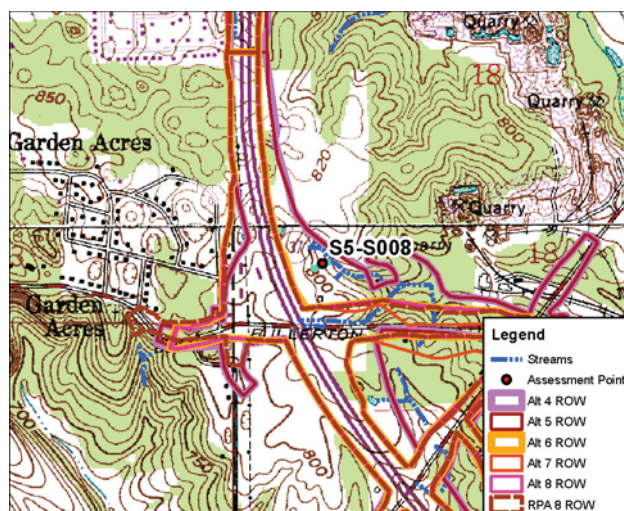 Quarry
18
850
Quarry
800
Garden Acres
820
Quarry
S5-S008
18
800
Garden
Acres
FULLERTON
Legend
Streams
Assessment Point
Alt 4 ROW
Alt 5 ROW
Alt 6 ROW
Alt 7 ROW
Alt 8 ROW
RPA 8 ROW
750
800